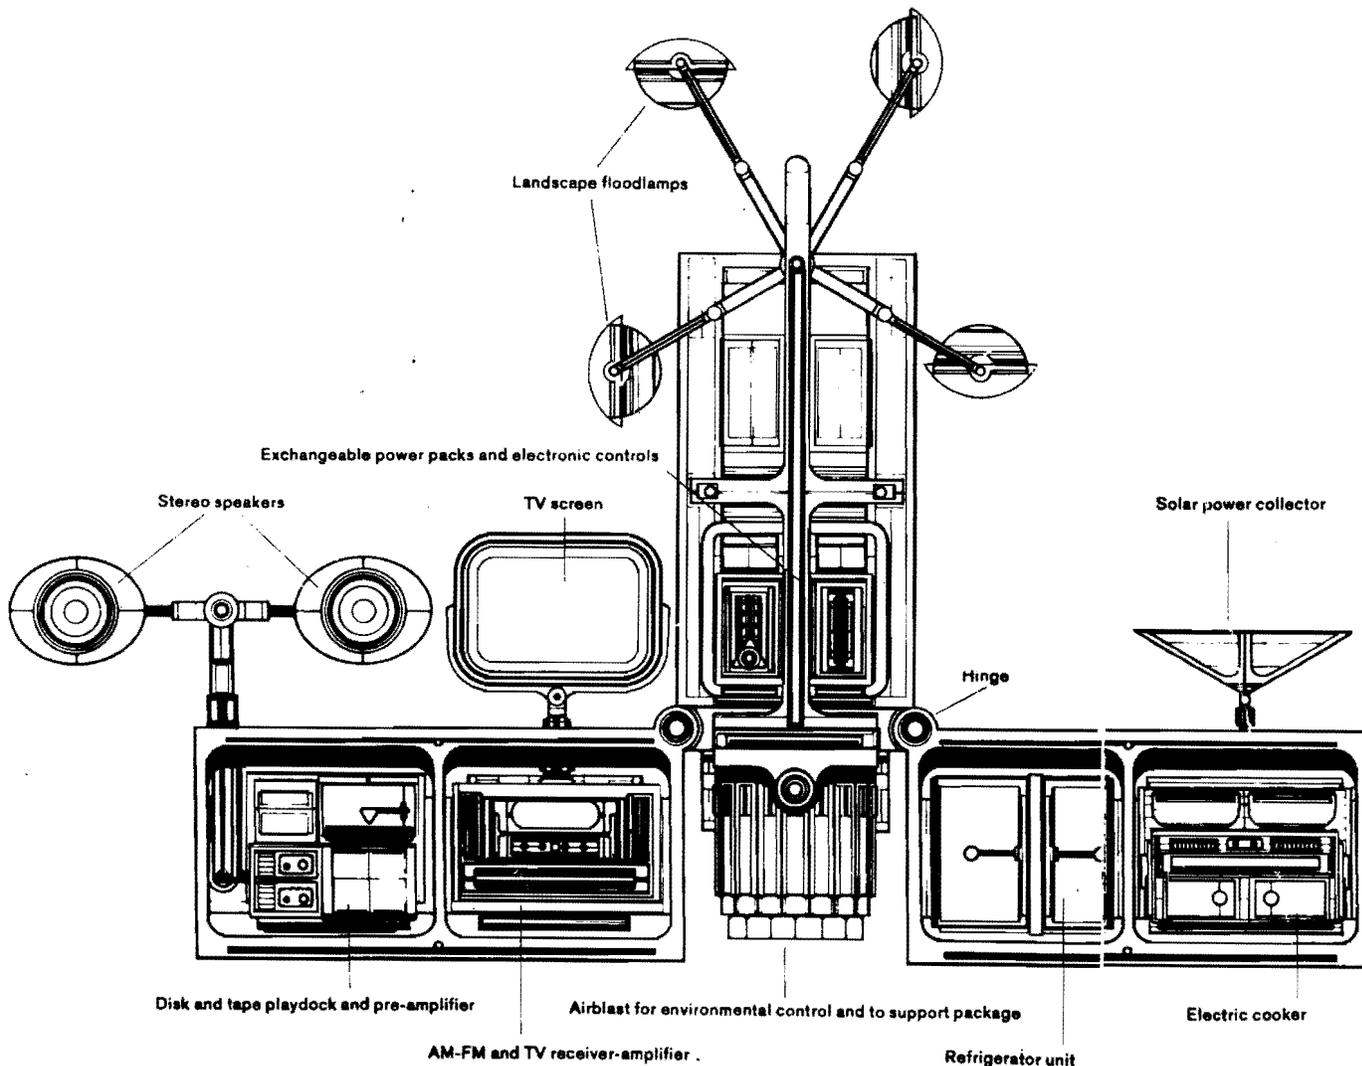 Landscape floodlamps
Exchangeable power packs and electronic controls
Stereo speakers
TV screen
Solar power collector
Hinge
Disk and tape playdock and pre-amplifier
Airblast for environmental control and to support package
Electric cooker
AM-FM and TV receiver-amplifier .
Refrigerator unit